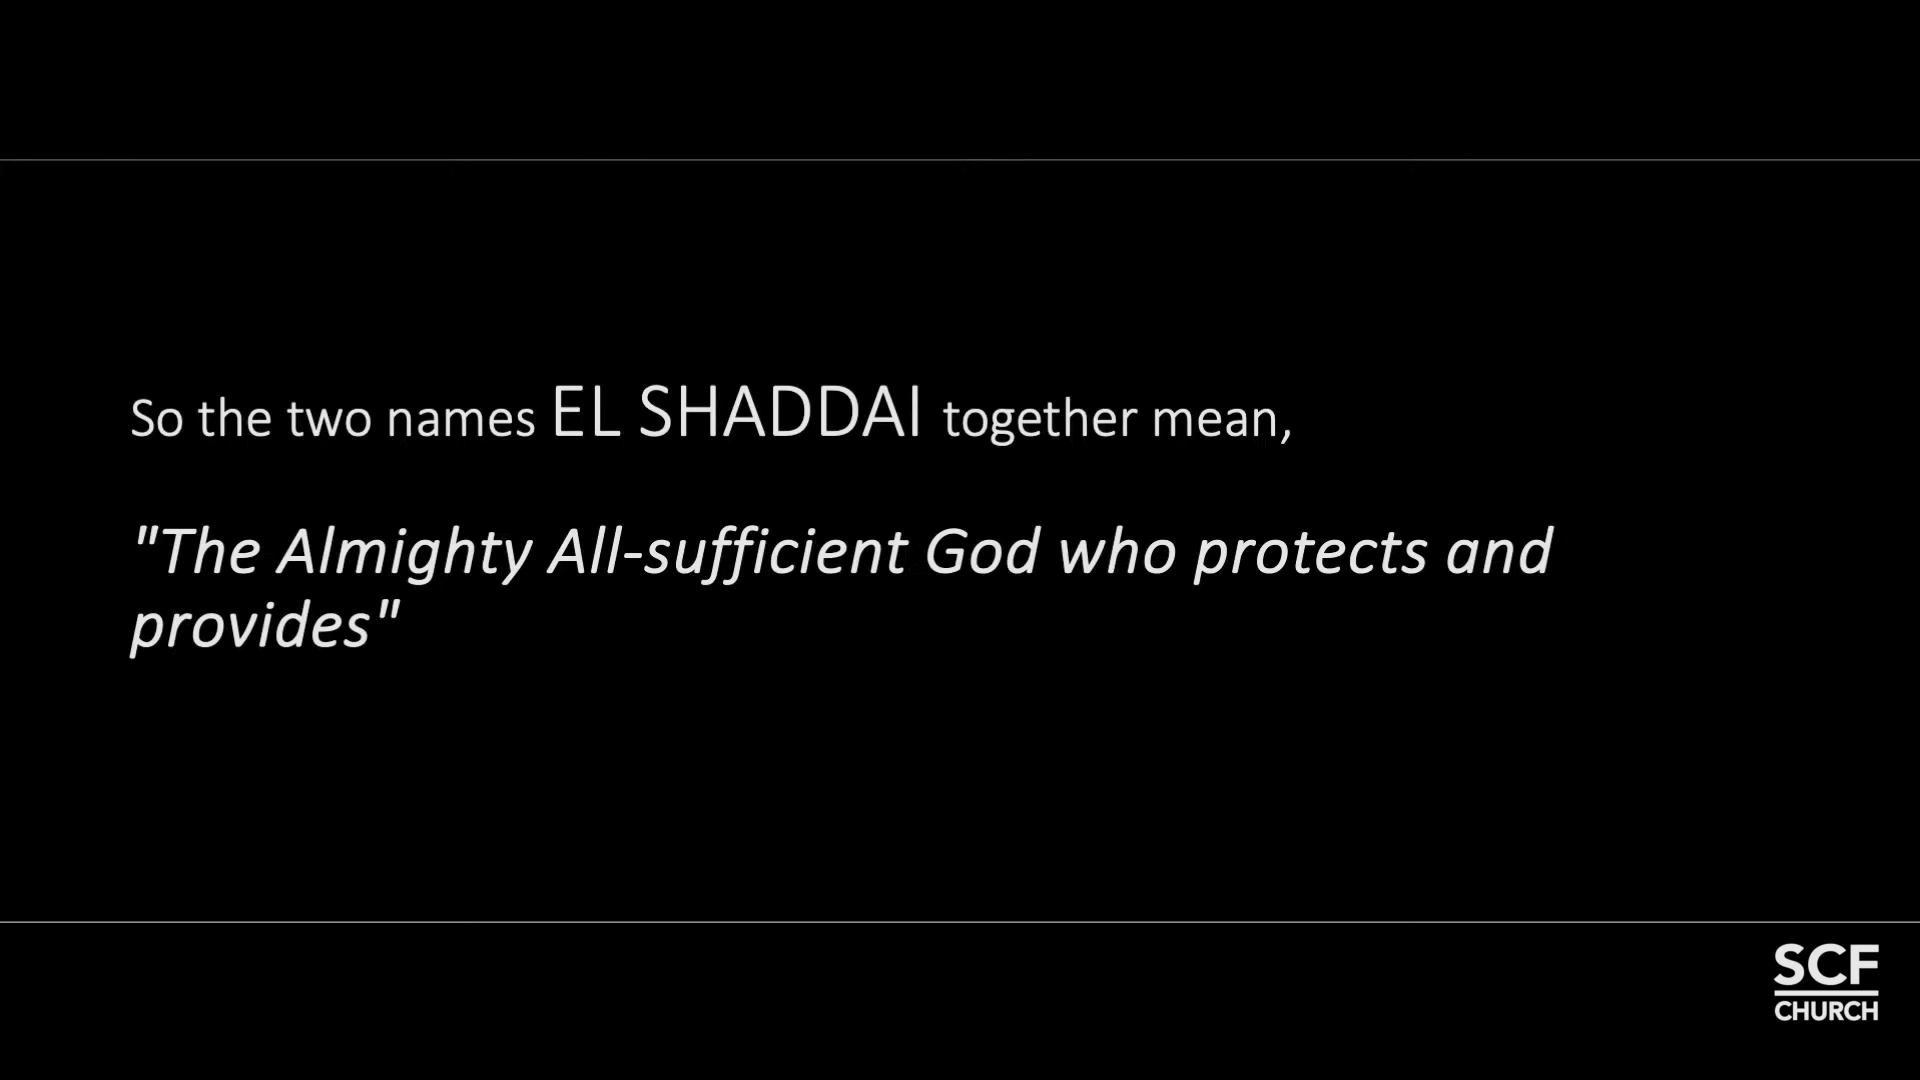 So the two names EL SHADDAI together mean,
"The Almighty All-sufficient God who protects and
provides"
SCF
CHURCH